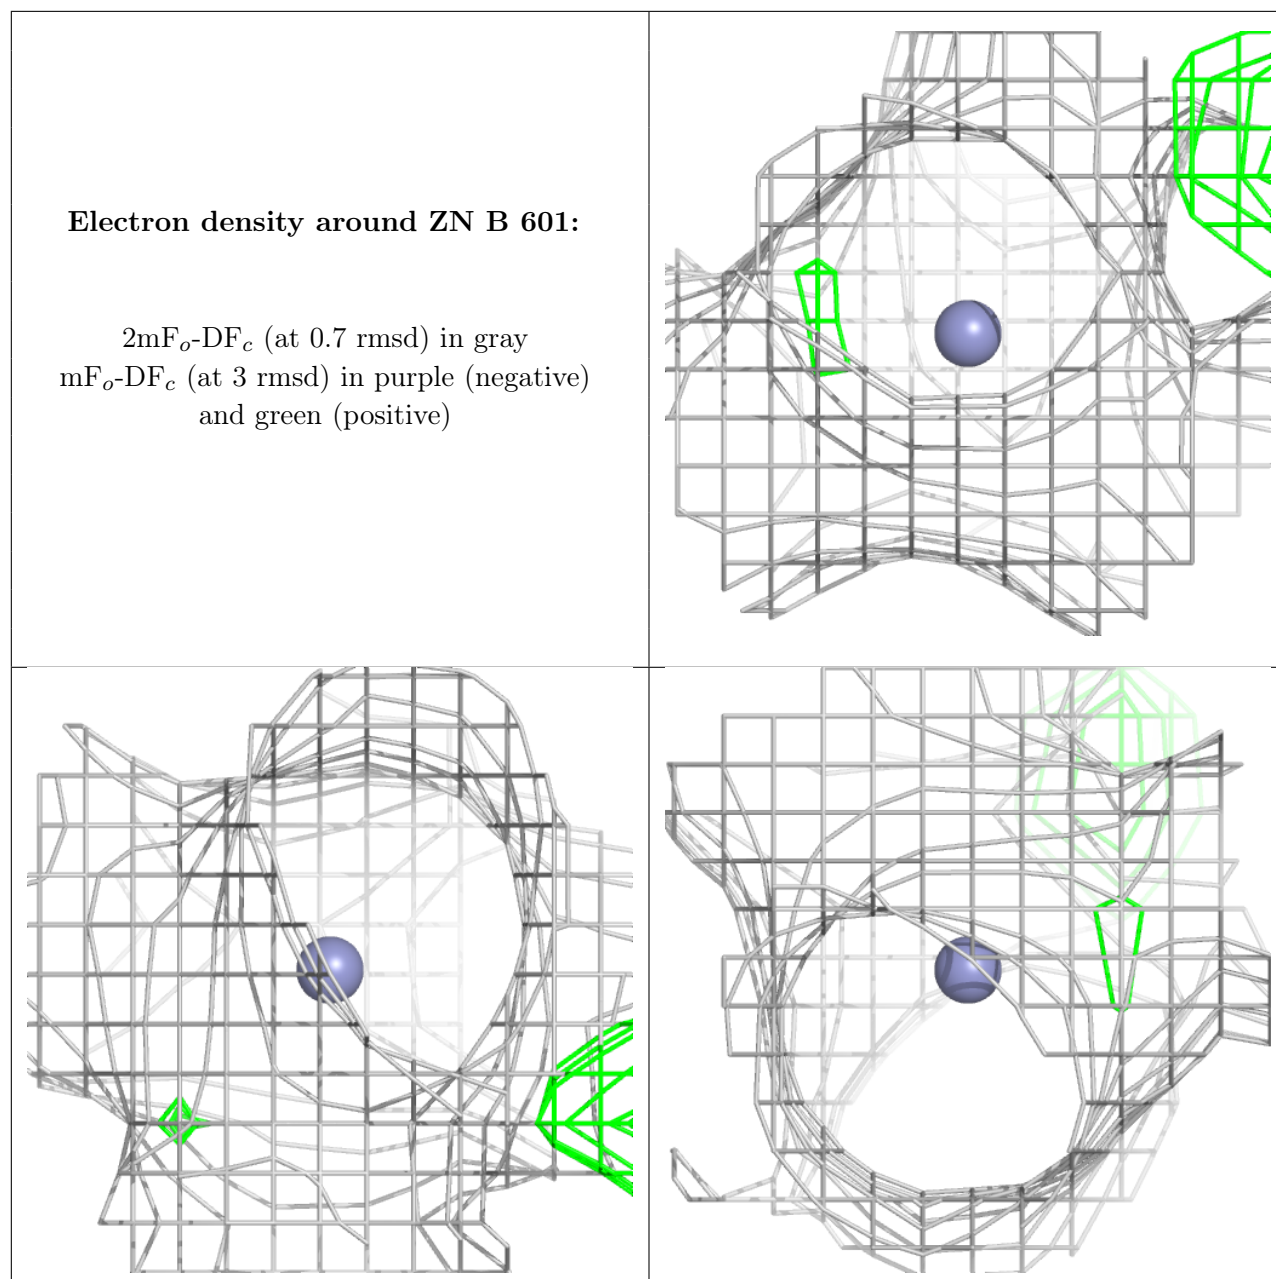 Electron density around ZN B 601:
2mFₒ-DF𝒸 (at 0.7 rmsd) in gray
mFₒ-DF𝒸 (at 3 rmsd) in purple (negative)
and green (positive)